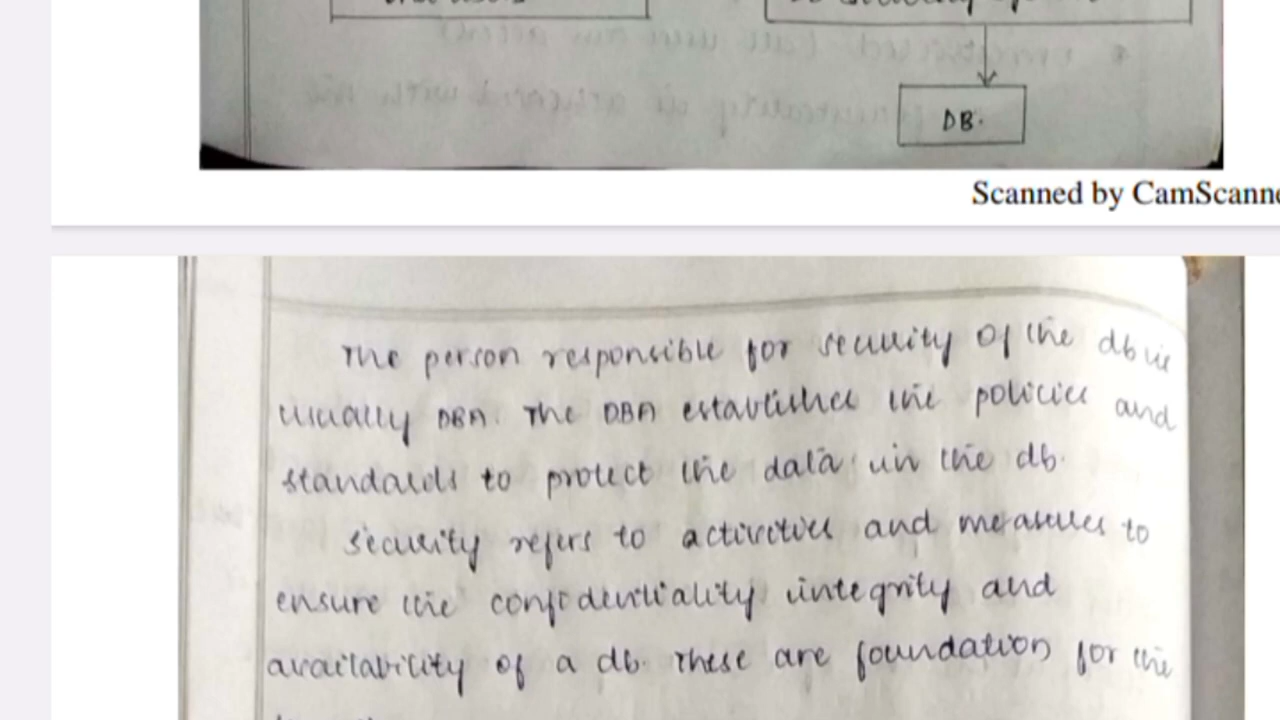 DB.
Scanned by CamScanne
The person responsible for security of the db is
usually DBA. The DBA establishes the policies and
standards to protect the data in the db.
security refers to activities and measures to
ensure the confidentiality integrity and
availability of a db. These are foundation for the